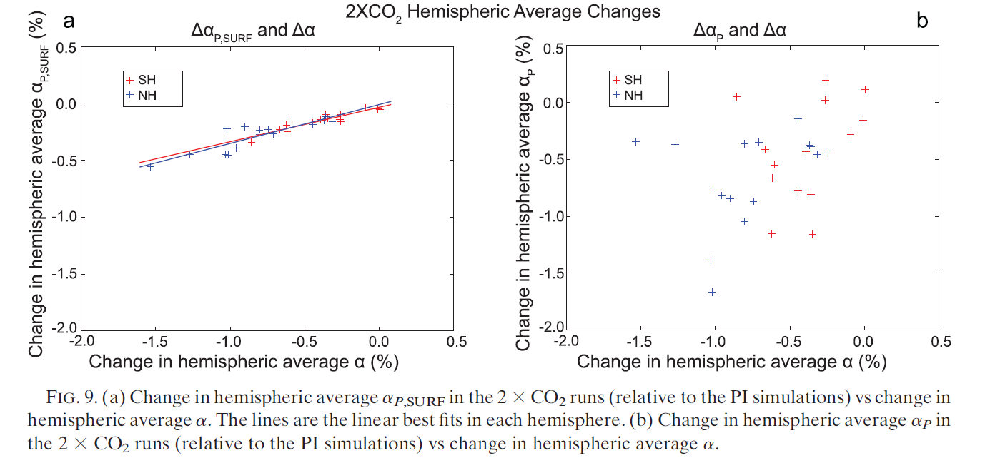 2XCO2 Hemispheric Average Changes
a
ΔαP,SURF and Δα
Change in hemispheric average αP,SURF (%)
0.5
0.0
-0.5
-1.0
-1.5
-2.0
SH
NH
-2.0 -1.5 -1.0 -0.5 0.0 0.5
Change in hemispheric average α (%)
b
ΔαP and Δα
Change in hemispheric average αP (%)
0.5
0.0
-0.5
-1.0
-1.5
-2.0
SH
NH
-2.0 -1.5 -1.0 -0.5 0.0 0.5
Change in hemispheric average α (%)
FIG. 9. (a) Change in hemispheric average αP,SURF in the 2 × CO2 runs (relative to the PI simulations) vs change in
hemispheric average α. The lines are the linear best fits in each hemisphere. (b) Change in hemispheric average αP in
the 2 × CO2 runs (relative to the PI simulations) vs change in hemispheric average α.